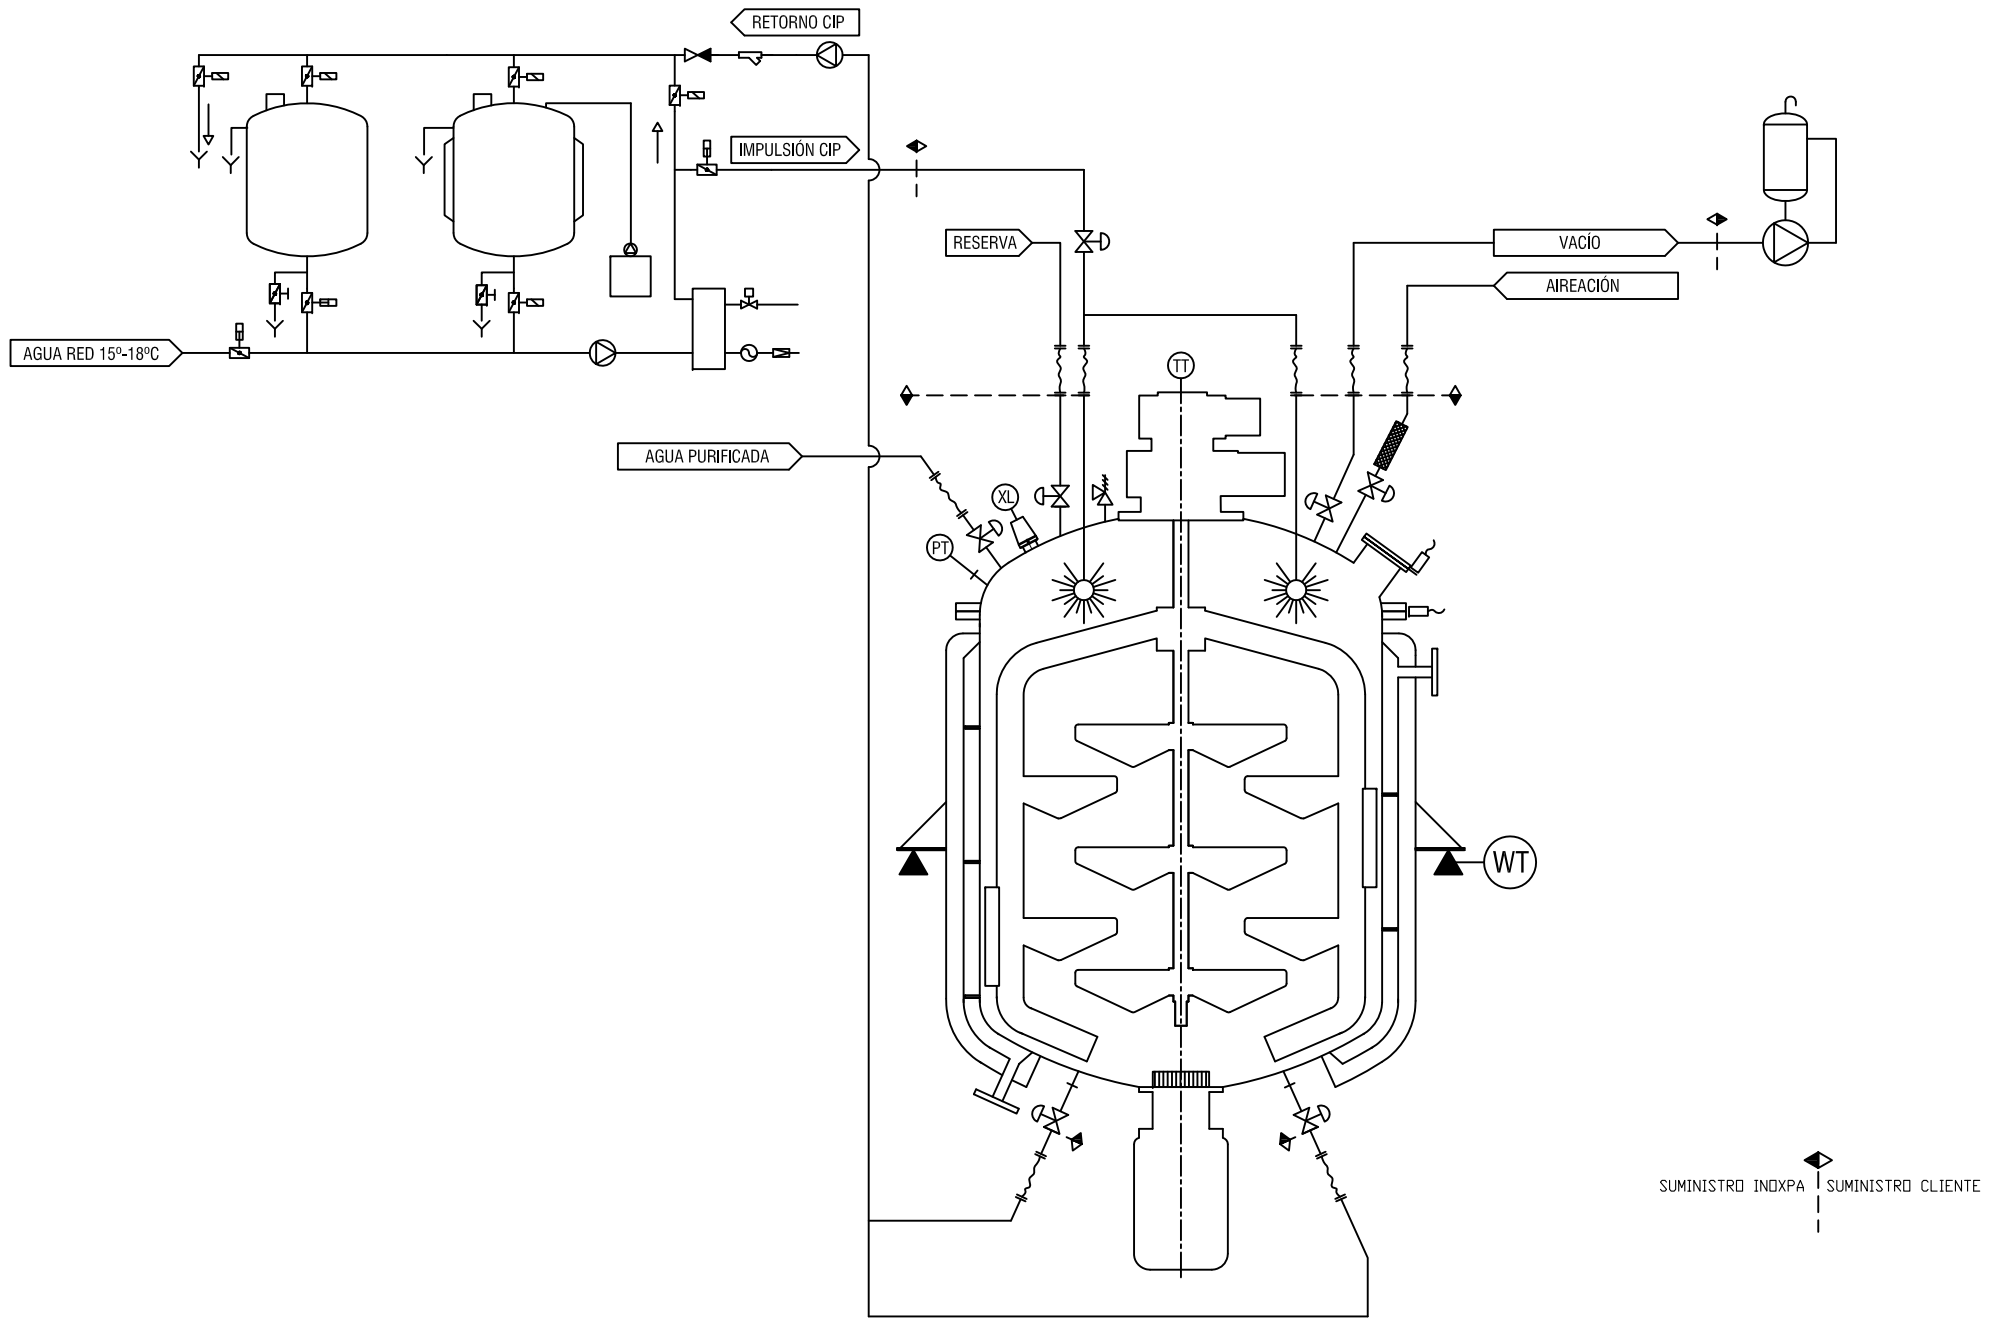 RETORNO CIP
IMPULSIÓN CIP
RESERVA
VACÍO
AIREACIÓN
AGUA RED 15º-18ºC
TT
AGUA PURIFICADA
XL
PT
WT
SUMINISTRO INOXPA
SUMINISTRO CLIENTE